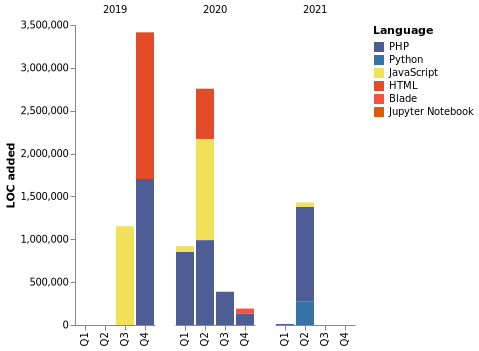 2019 2020 2021
Language
PHP
Python
JavaScript
HTML
Blade
Jupyter Notebook
LOC added
3,500,000
3,000,000
2,500,000
2,000,000
1,500,000
1,000,000
500,000
0
Q1 Q2 Q3 Q4 Q1 Q2 Q3 Q4 Q1 Q2 Q3 Q4